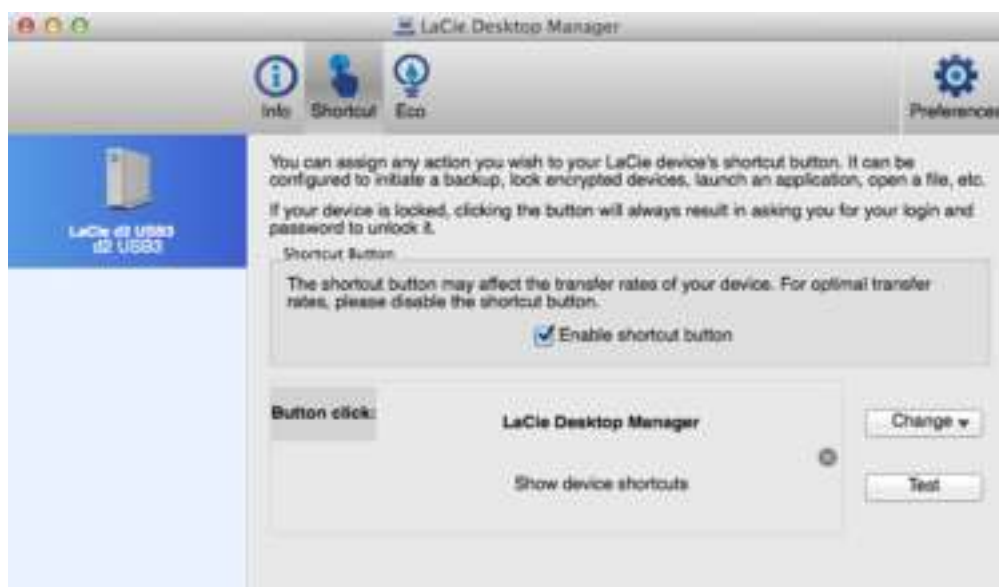 LaCie Desktop Manager
Info
Shortcut
Eco
Preferences
LaCie d2 USB3
d2 USB3
You can assign any action you wish to your LaCie device's shortcut button. It can be
configured to initiate a backup, lock encrypted devices, launch an application, open a file, etc.
If your device is locked, clicking the button will always result in asking you for your login and
password to unlock it.
Shortcut Button
The shortcut button may affect the transfer rates of your device. For optimal transfer
rates, please disable the shortcut button.
Enable shortcut button
Button click:
LaCie Desktop Manager
Change
Show device shortcuts
Test